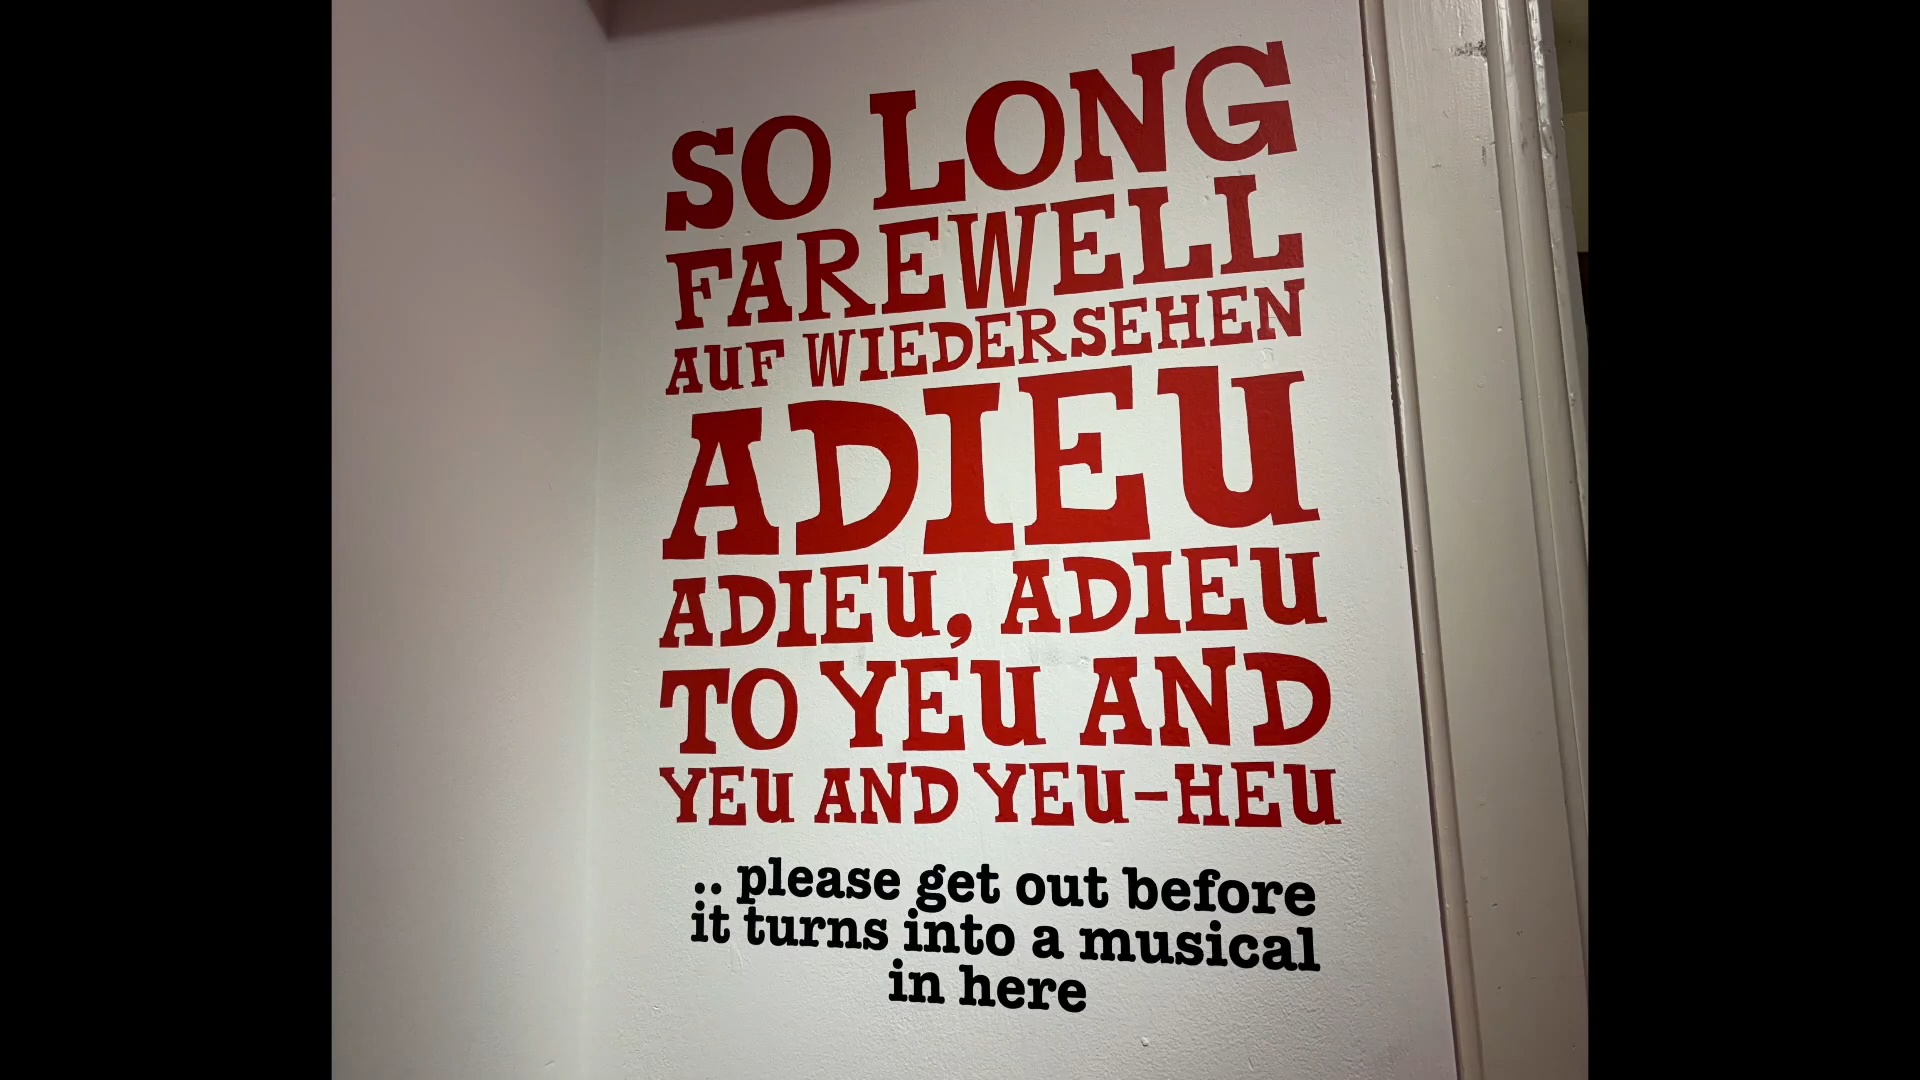 SO LONG
FAREWELL
AUF WIEDERSEHEN
ADIEU
ADIEU, ADIEU
TO YEU AND
YEU AND YEU-HEU
.. please get out before
it turns into a musical
in here